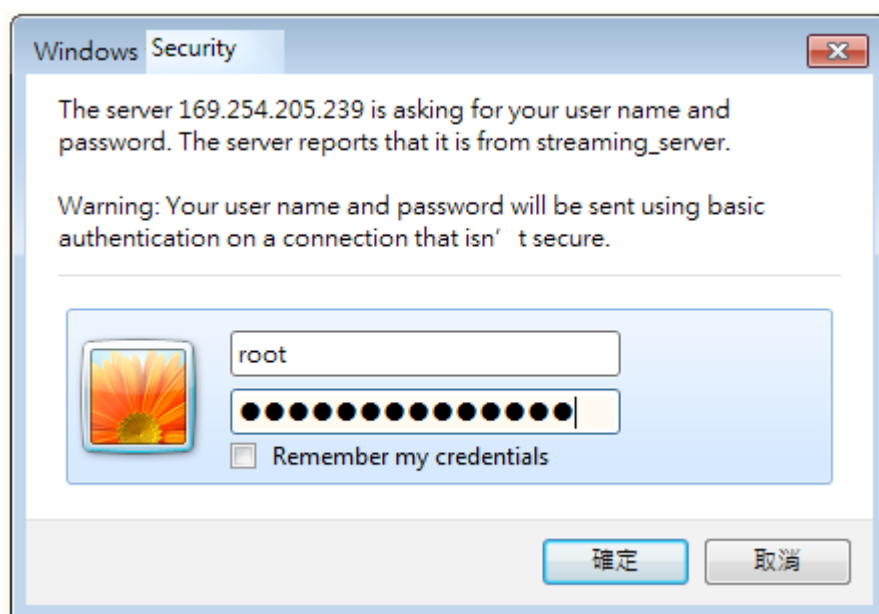 Windows Security
The server 169.254.205.239 is asking for your user name and
password. The server reports that it is from streaming_server.
Warning: Your user name and password will be sent using basic
authentication on a connection that isn’t secure.
root
●●●●●●●●●●●●●●
Remember my credentials
確定 取消